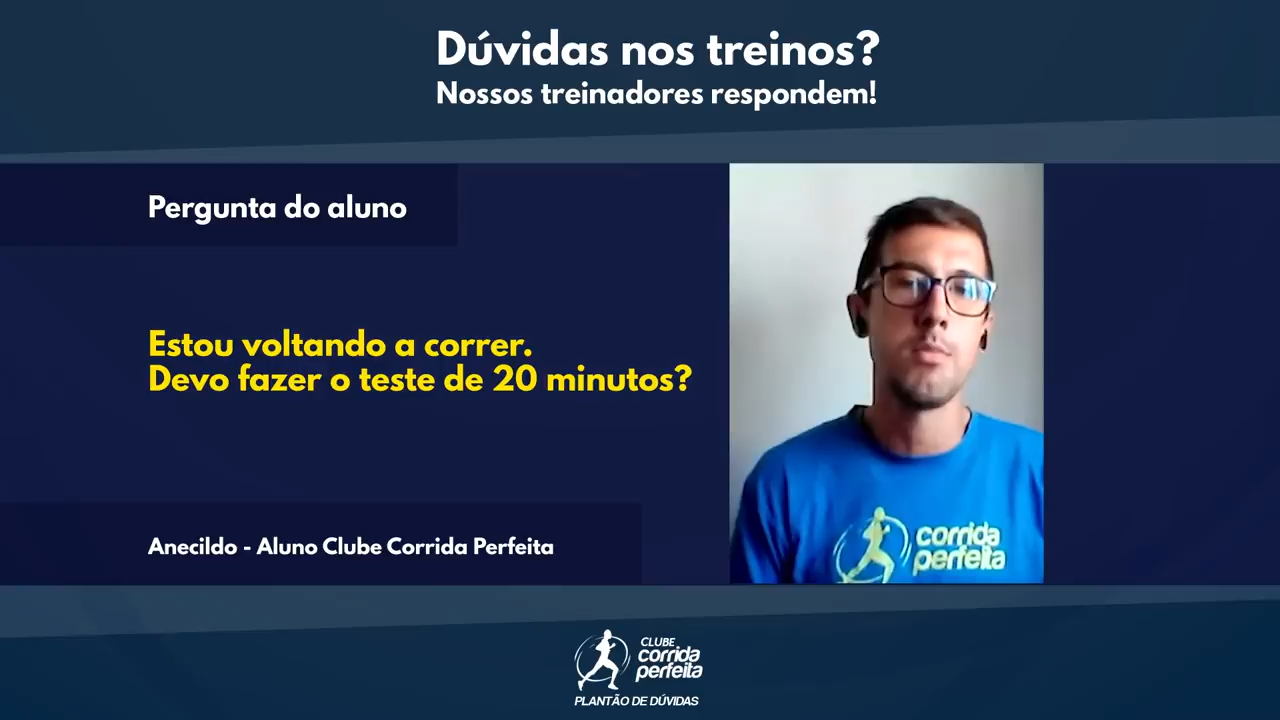 Dúvidas nos treinos?
Nossos treinadores respondem!
Pergunta do aluno
Estou voltando a correr.
Devo fazer o teste de 20 minutos?
corrida
perfeita
Anecildo - Aluno Clube Corrida Perfeita
CLUBE
corrida
perfeita
PLANTÃO DE DÚVIDAS